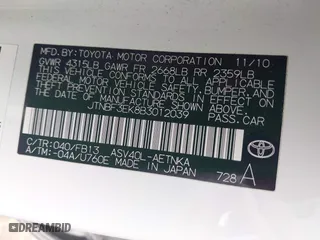 MFD. BY: TOYOTA MOTOR CORPORATION 11/10
GVWR 4315LB GAWR FR 2668LB RR 2359LB
THIS VEHICLE CONFORMS TO ALL APPLICABLE
FEDERAL MOTOR VEHICLE SAFETY, BUMPER, AND
THEFT PREVENTION STANDARDS IN EFFECT ON
THE DATE OF MANUFACTURE SHOWN ABOVE.
JTNBF3EK6B3012039 PASS.CAR
C/TR:040/FB13 ASV40L-AETNKA
A/TM:-04A/U760E MADE IN JAPAN
TOYOTA
728 A